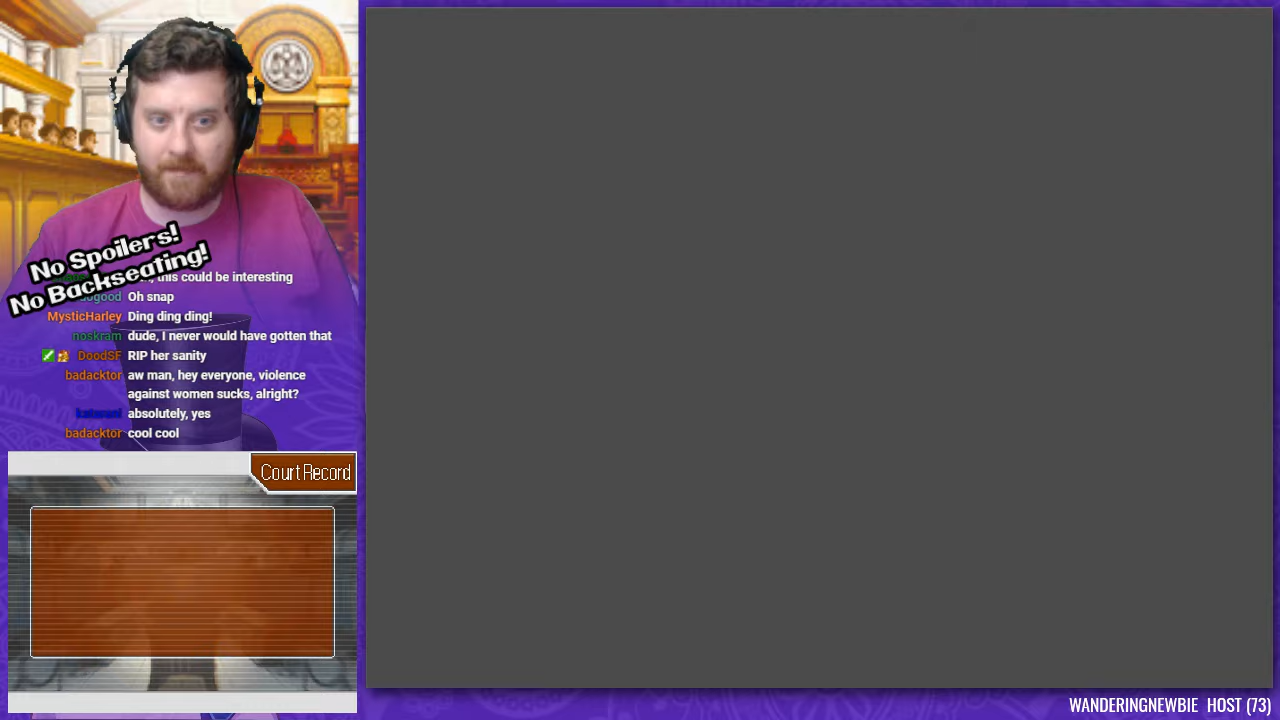 No Spoilers!
No Backseating!
this could be interesting
Oh snap
MysticHarley Ding ding ding!
noskram dude, I never would have gotten that
DoodSF RIP her sanity
badacktor aw man, hey everyone, violence
against women sucks, alright?
absolutely, yes
badacktor cool cool
Court Record
WANDERINGNEWBIE HOST (73)